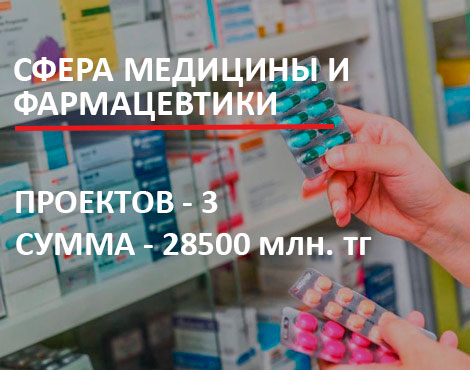 СФЕРА МЕДИЦИНЫ И
ФАРМАЦЕВТИКИ
ПРОЕКТОВ - 3
СУММА - 28500 млн. тг